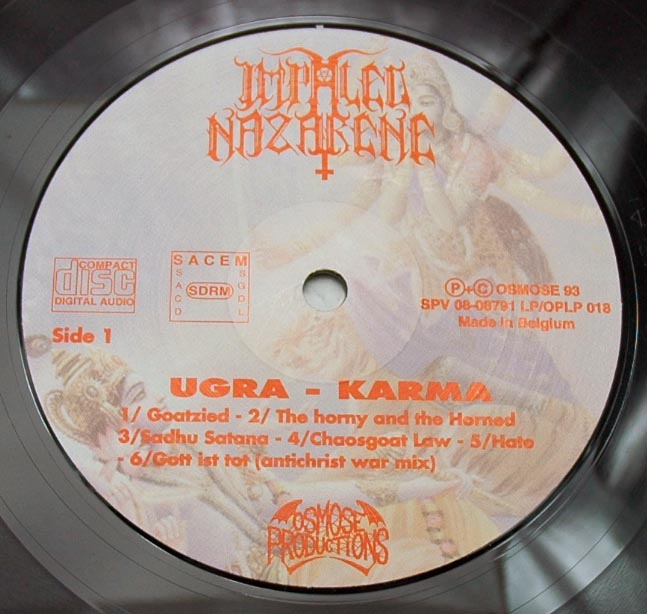 IMPALED
NAZARENE
COMPACT
disc
DIGITAL AUDIO
SACEM
SACD
SDRM
SGDL
Ⓟ+Ⓒ OSMOSE 93
SPV 08-08791 LP/OPLP 018
Made in Belgium
Side 1
UGRA - KARMA
1/ Goatzied - 2/ The horny and the Horned
3/Sadhu Satana - 4/Chaosgoat Law - 5/Hate
- 6/Gott ist tot (antichrist war mix)
OSMOSE
PRODUCTIONS